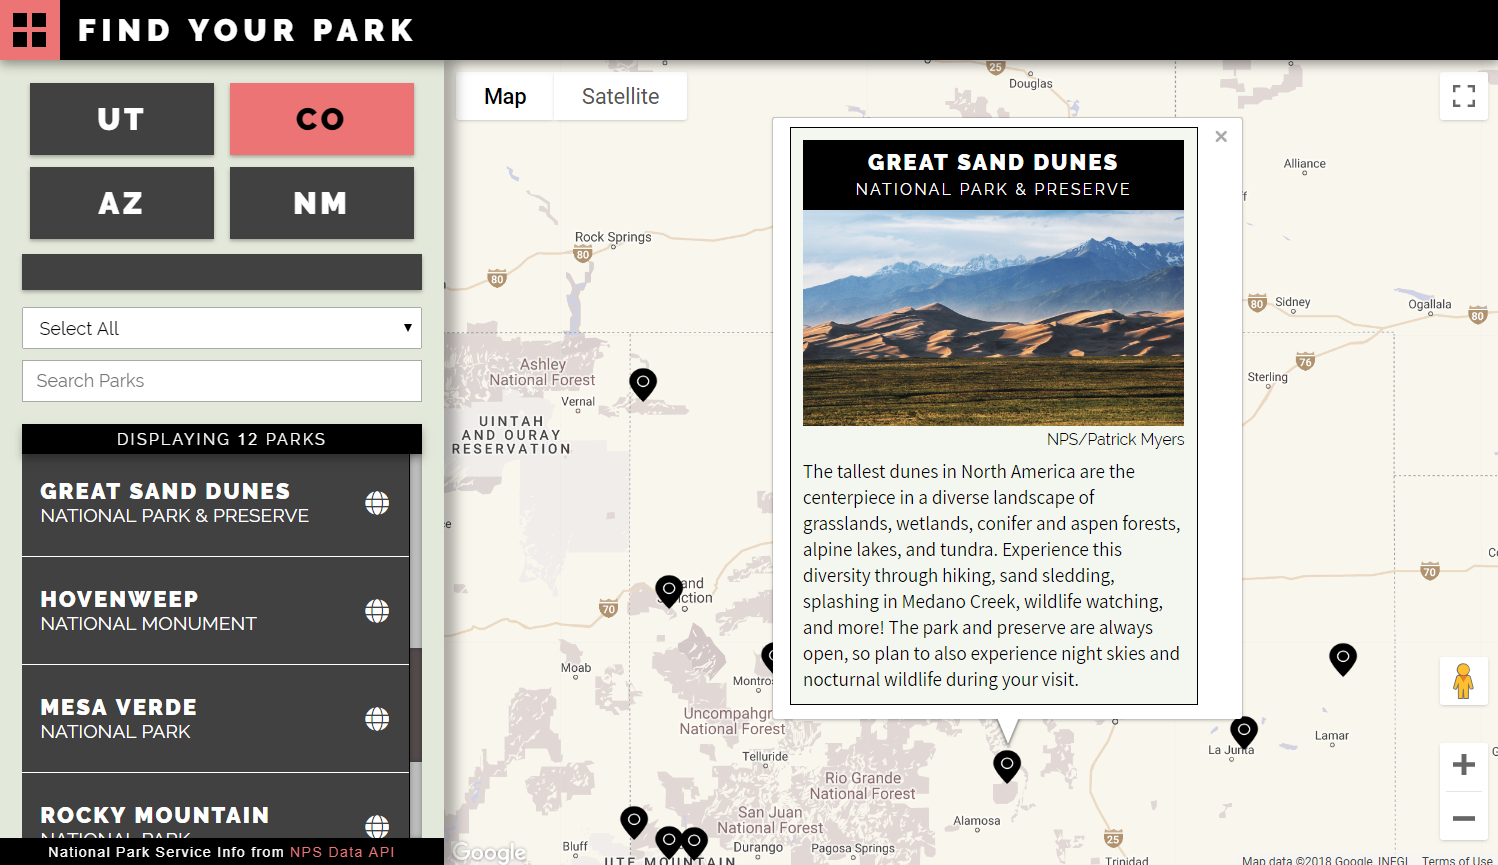 FIND YOUR PARK
UT
CO
AZ
NM
Select All
Search Parks
DISPLAYING 12 PARKS
GREAT SAND DUNES
NATIONAL PARK & PRESERVE
HOVENWEEP
NATIONAL MONUMENT
MESA VERDE
NATIONAL PARK
ROCKY MOUNTAIN
NATIONAL PARK
National Park Service Info from NPS Data API
Map
Satellite
GREAT SAND DUNES
NATIONAL PARK & PRESERVE
NPS/Patrick Myers
The tallest dunes in North America are the
centerpiece in a diverse landscape of
grasslands, wetlands, conifer and aspen forests,
alpine lakes, and tundra. Experience this
diversity through hiking, sand sledding,
splashing in Medano Creek, wildlife watching,
and more! The park and preserve are always
open, so plan to also experience night skies and
nocturnal wildlife during your visit.
25
Douglas
Alliance
Rock Springs
80
80
80
Sidney
Ogallala
80
76
Sterling
Ashley
National Forest
Vernal
UINTAH
AND OURAY
RESERVATION
70
70
Moab
Uncompahgr
National Forest
Telluride
Rio Grande
National Forest
San Juan
National Forest
Bluff
UTE MOUNTAIN
Durango
Pagosa Springs
Alamosa
La Junta
Lamar
25
Trinidad
Google
Map data ©2018 Google, INEGI
Terms of Use